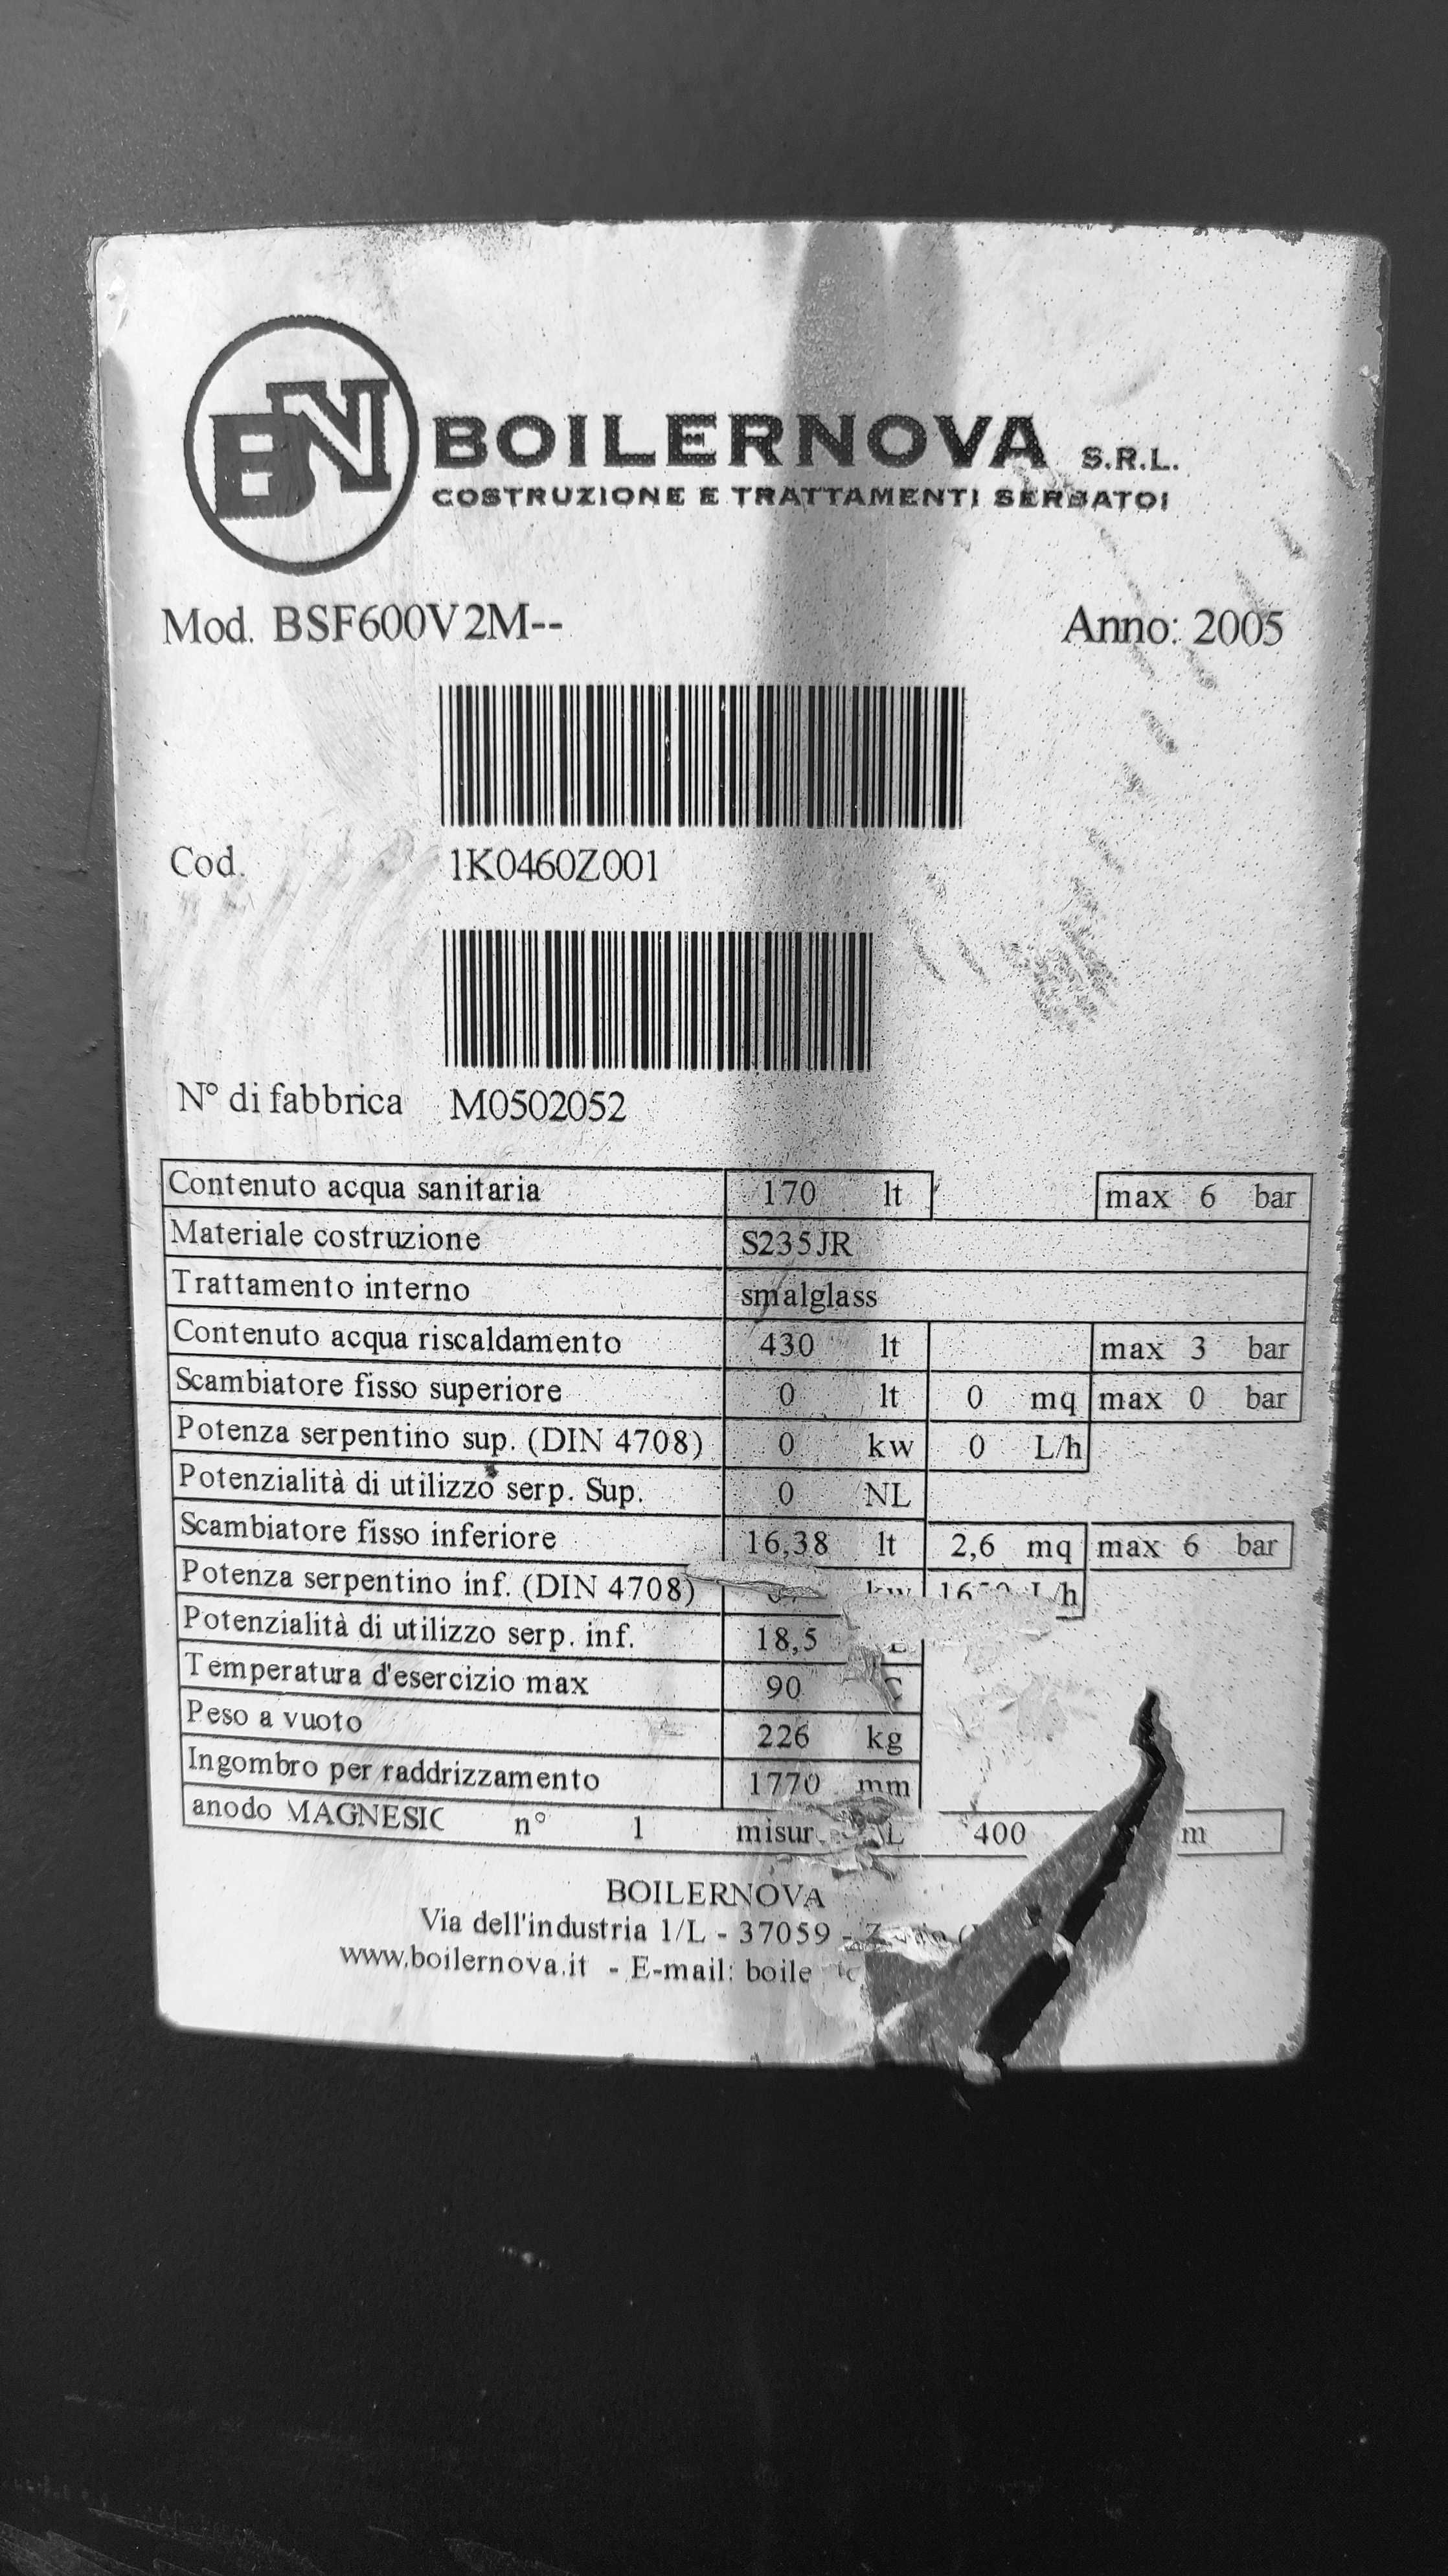 BN BOILERNOVA S.R.L.
COSTRUZIONE E TRATTAMENTI SERBATOI
Mod. BSF600V2M-- Anno: 2005
Cod. 1K0460Z001
N° di fabbrica M0502052
Contenuto acqua sanitaria 170 lt max 6 bar
Materiale costruzione S235JR
Trattamento interno smalglass
Contenuto acqua riscaldamento 430 lt max 3 bar
Scambiatore fisso superiore 0 lt 0 mq max 0 bar
Potenza serpentino sup. (DIN 4708) 0 kw 0 L/h
Potenzialità di utilizzo serp. Sup. 0 NL
Scambiatore fisso inferiore 16,38 lt 2,6 mq max 6 bar
Potenza serpentino inf. (DIN 4708) kw L/h
Potenzialità di utilizzo serp. inf. 18,5
Temperatura d'esercizio max 90 C
Peso a vuoto 226 kg
Ingombro per raddrizzamento 1770 mm
anodo MAGNESIC n° 1 misur 400 m
BOILERNOVA
Via dell'industria 1/L - 37059 -
www.boilernova.it - E-mail: boile